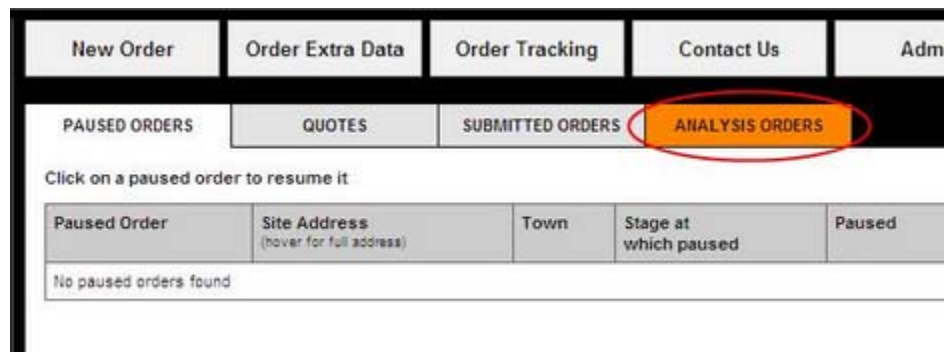 New Order Order Extra Data Order Tracking Contact Us Adm
PAUSED ORDERS QUOTES SUBMITTED ORDERS ANALYSIS ORDERS
Click on a paused order to resume it
Paused Order Site Address Town Stage at Paused
(hover for full address) which paused
No paused orders found